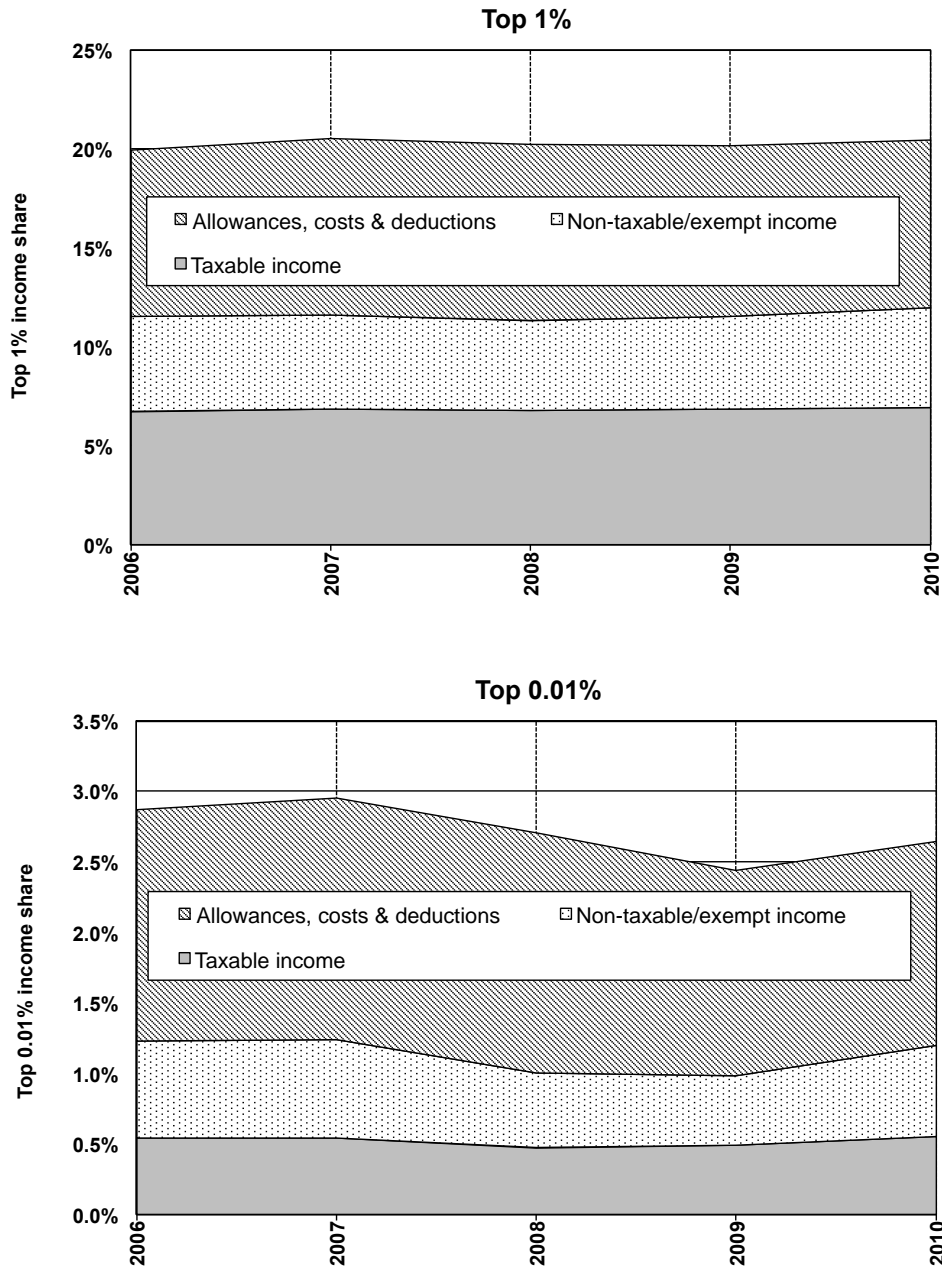 Top 1%
25%
20%
15%
10%
5%
0%
Top 1% income share
Allowances, costs & deductions
Non-taxable/exempt income
Taxable income
2006
2007
2008
2009
2010
Top 0.01%
3.5%
3.0%
2.5%
2.0%
1.5%
1.0%
0.5%
0.0%
Top 0.01% income share
Allowances, costs & deductions
Non-taxable/exempt income
Taxable income
2006
2007
2008
2009
2010